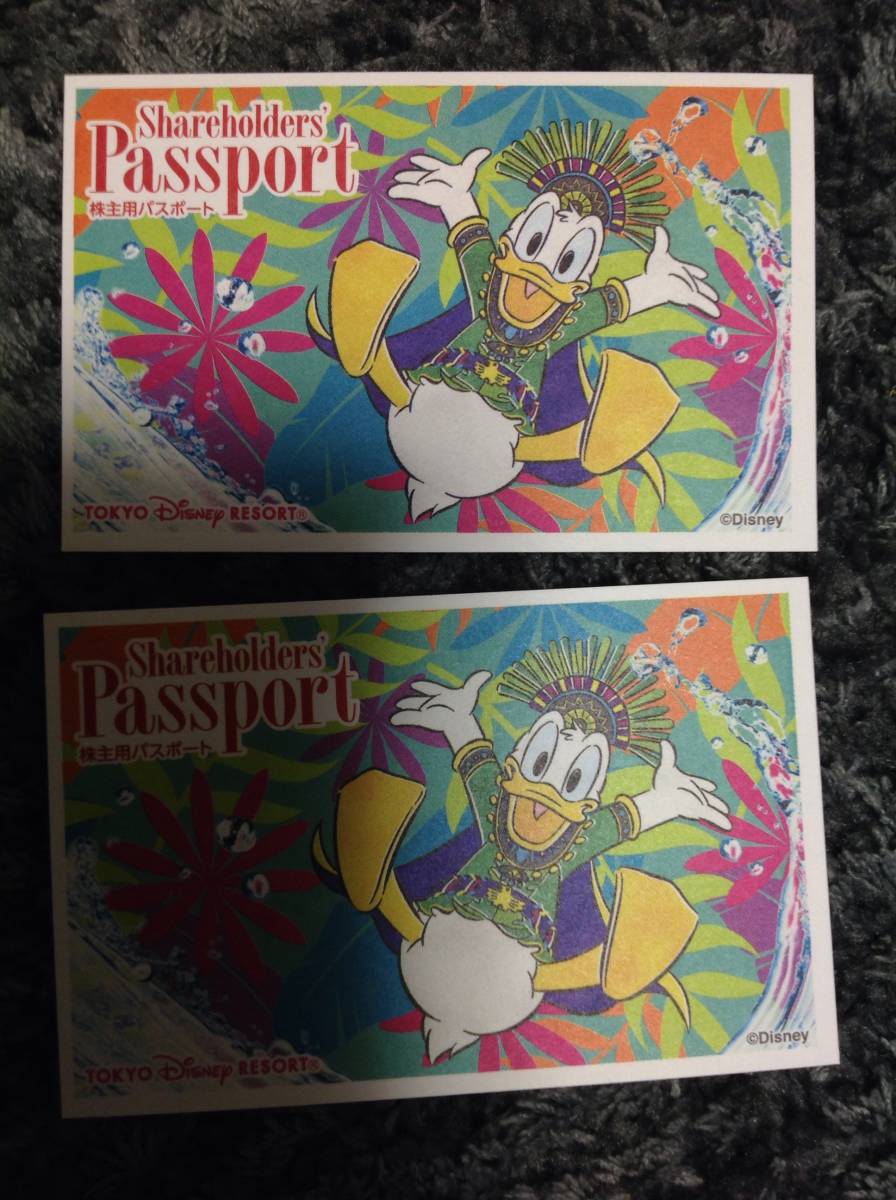 Shareholders'
Passport
株主用パスポート
TOKYO DISNEY RESORT®
©Disney
Shareholders'
Passport
株主用パスポート
TOKYO DISNEY RESORT®
©Disney